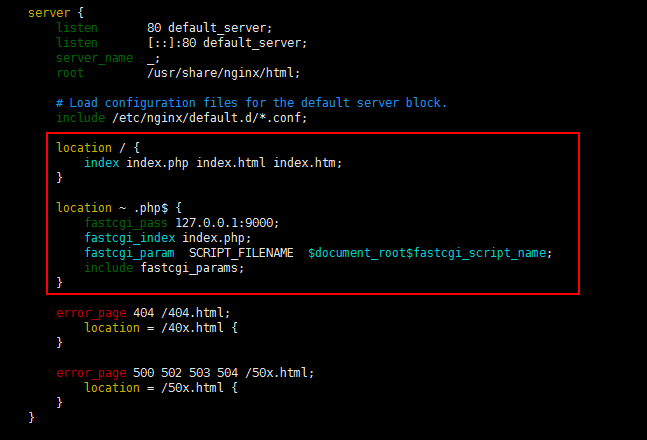 server {
    listen       80 default_server;
    listen       [::]:80 default_server;
    server_name  _;
    root         /usr/share/nginx/html;

    # Load configuration files for the default server block.
    include /etc/nginx/default.d/*.conf;

    location / {
        index index.php index.html index.htm;
    }

    location ~ .php$ {
        fastcgi_pass 127.0.0.1:9000;
        fastcgi_index index.php;
        fastcgi_param  SCRIPT_FILENAME  $document_root$fastcgi_script_name;
        include fastcgi_params;
    }

    error_page 404 /404.html;
        location = /40x.html {
    }

    error_page 500 502 503 504 /50x.html;
        location = /50x.html {
    }
}